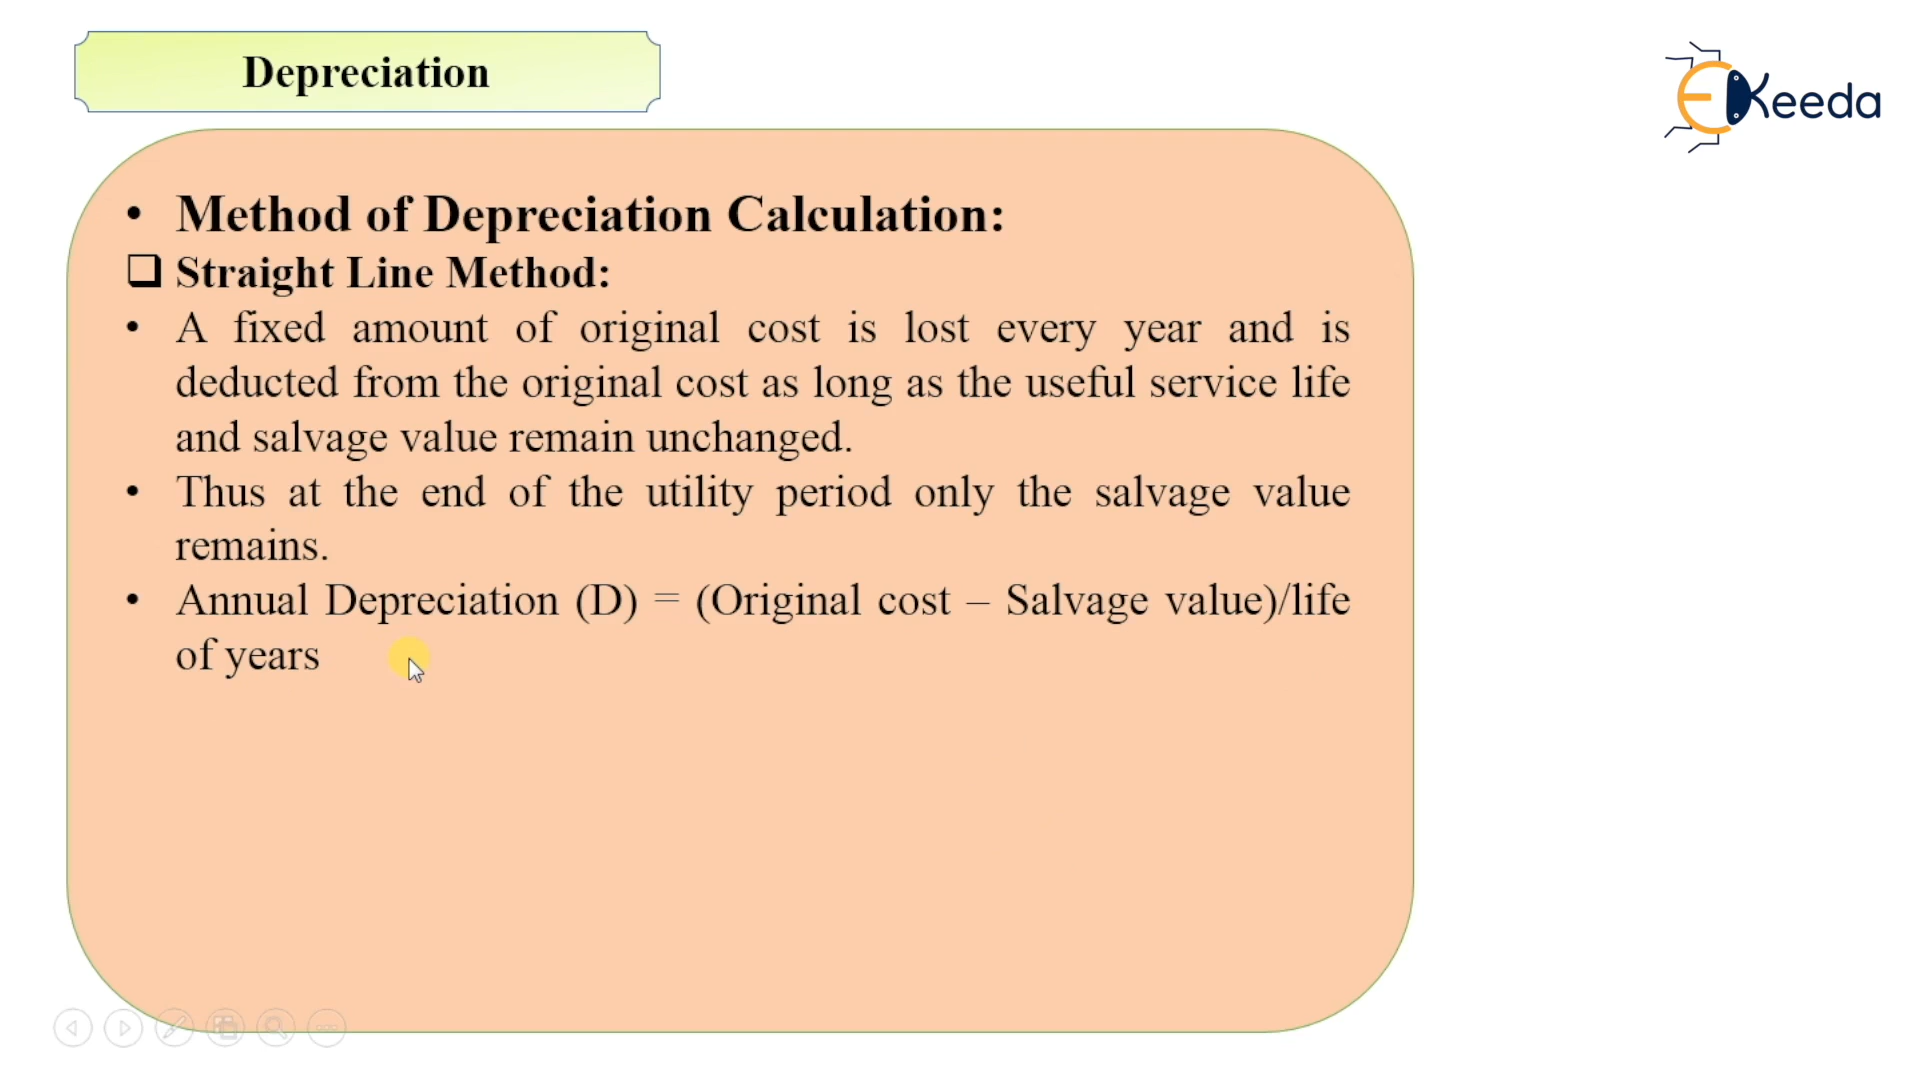 Depreciation
EKeeda
• Method of Depreciation Calculation:
❑ Straight Line Method:
• A fixed amount of original cost is lost every year and is
deducted from the original cost as long as the useful service life
and salvage value remain unchanged.
• Thus at the end of the utility period only the salvage value
remains.
• Annual Depreciation (D) = (Original cost – Salvage value)/life
of years